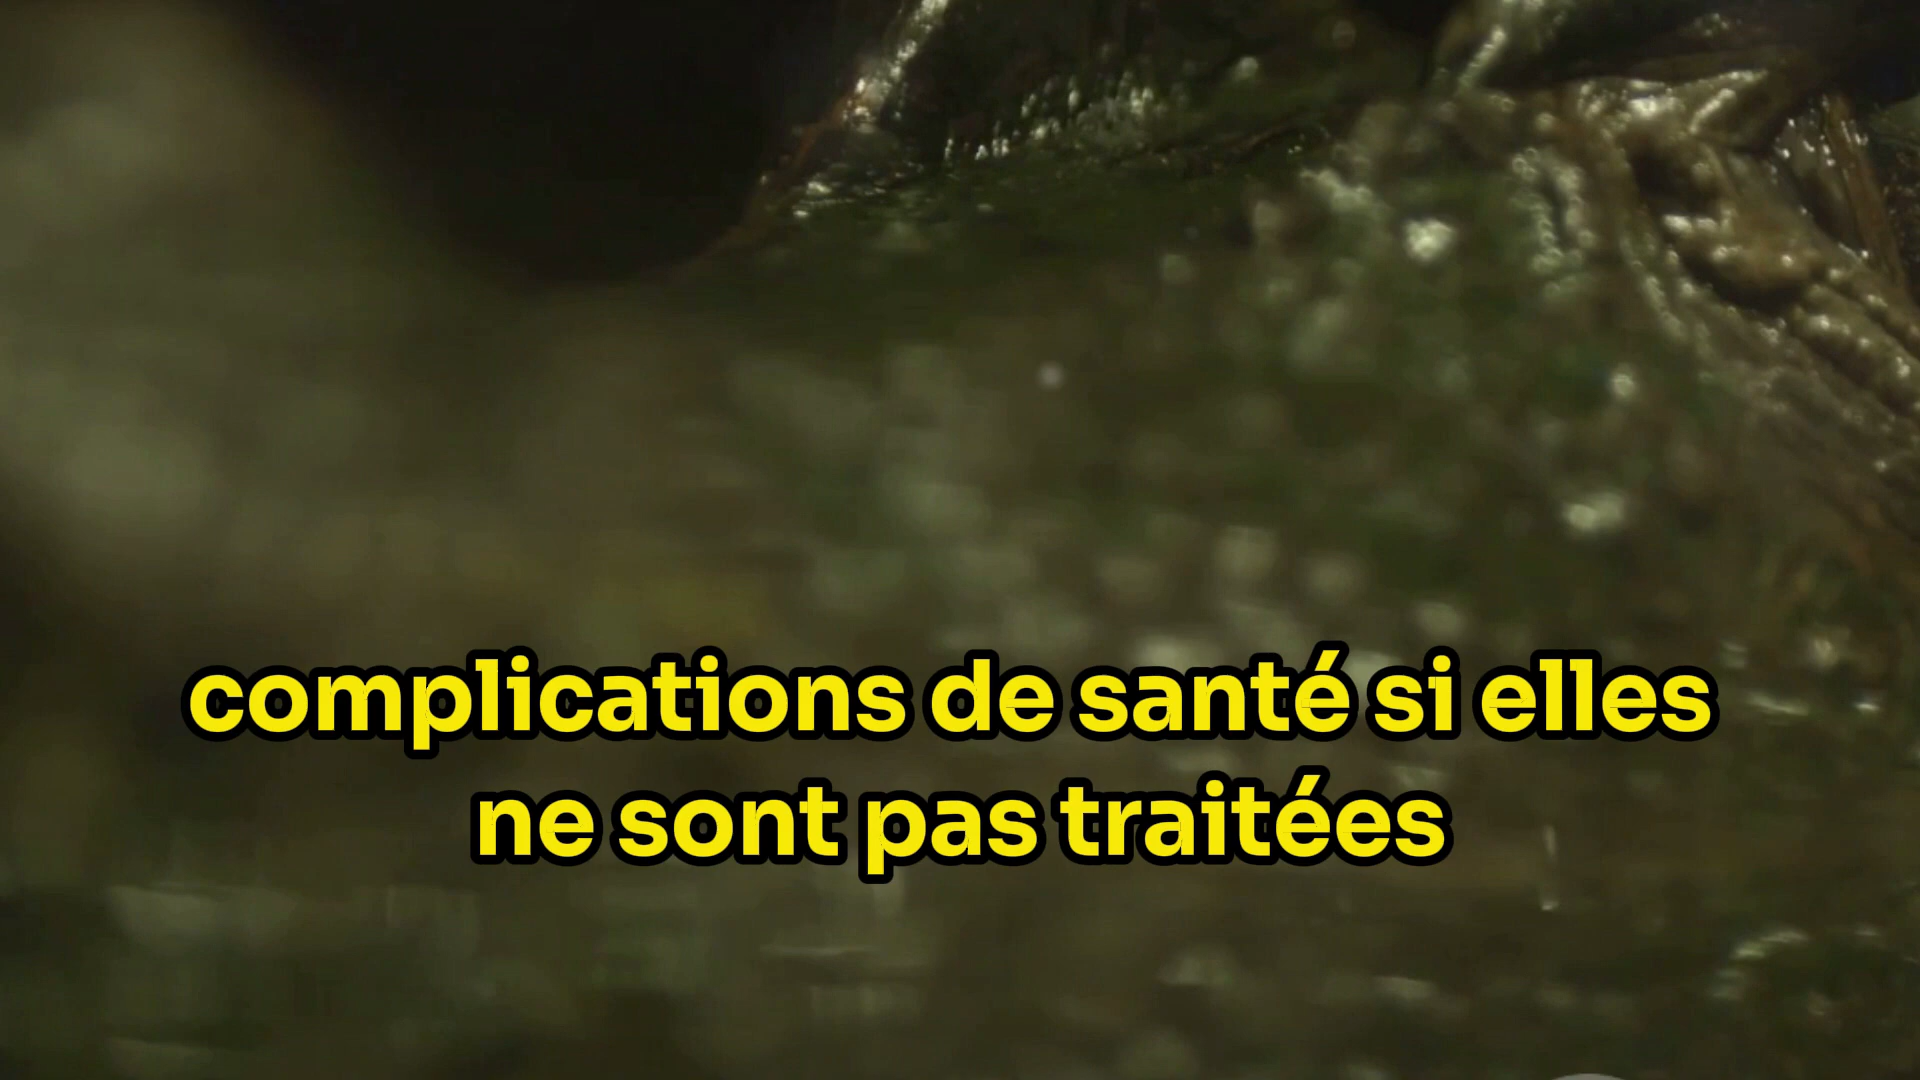 complications de santé si elles
ne sont pas traitées